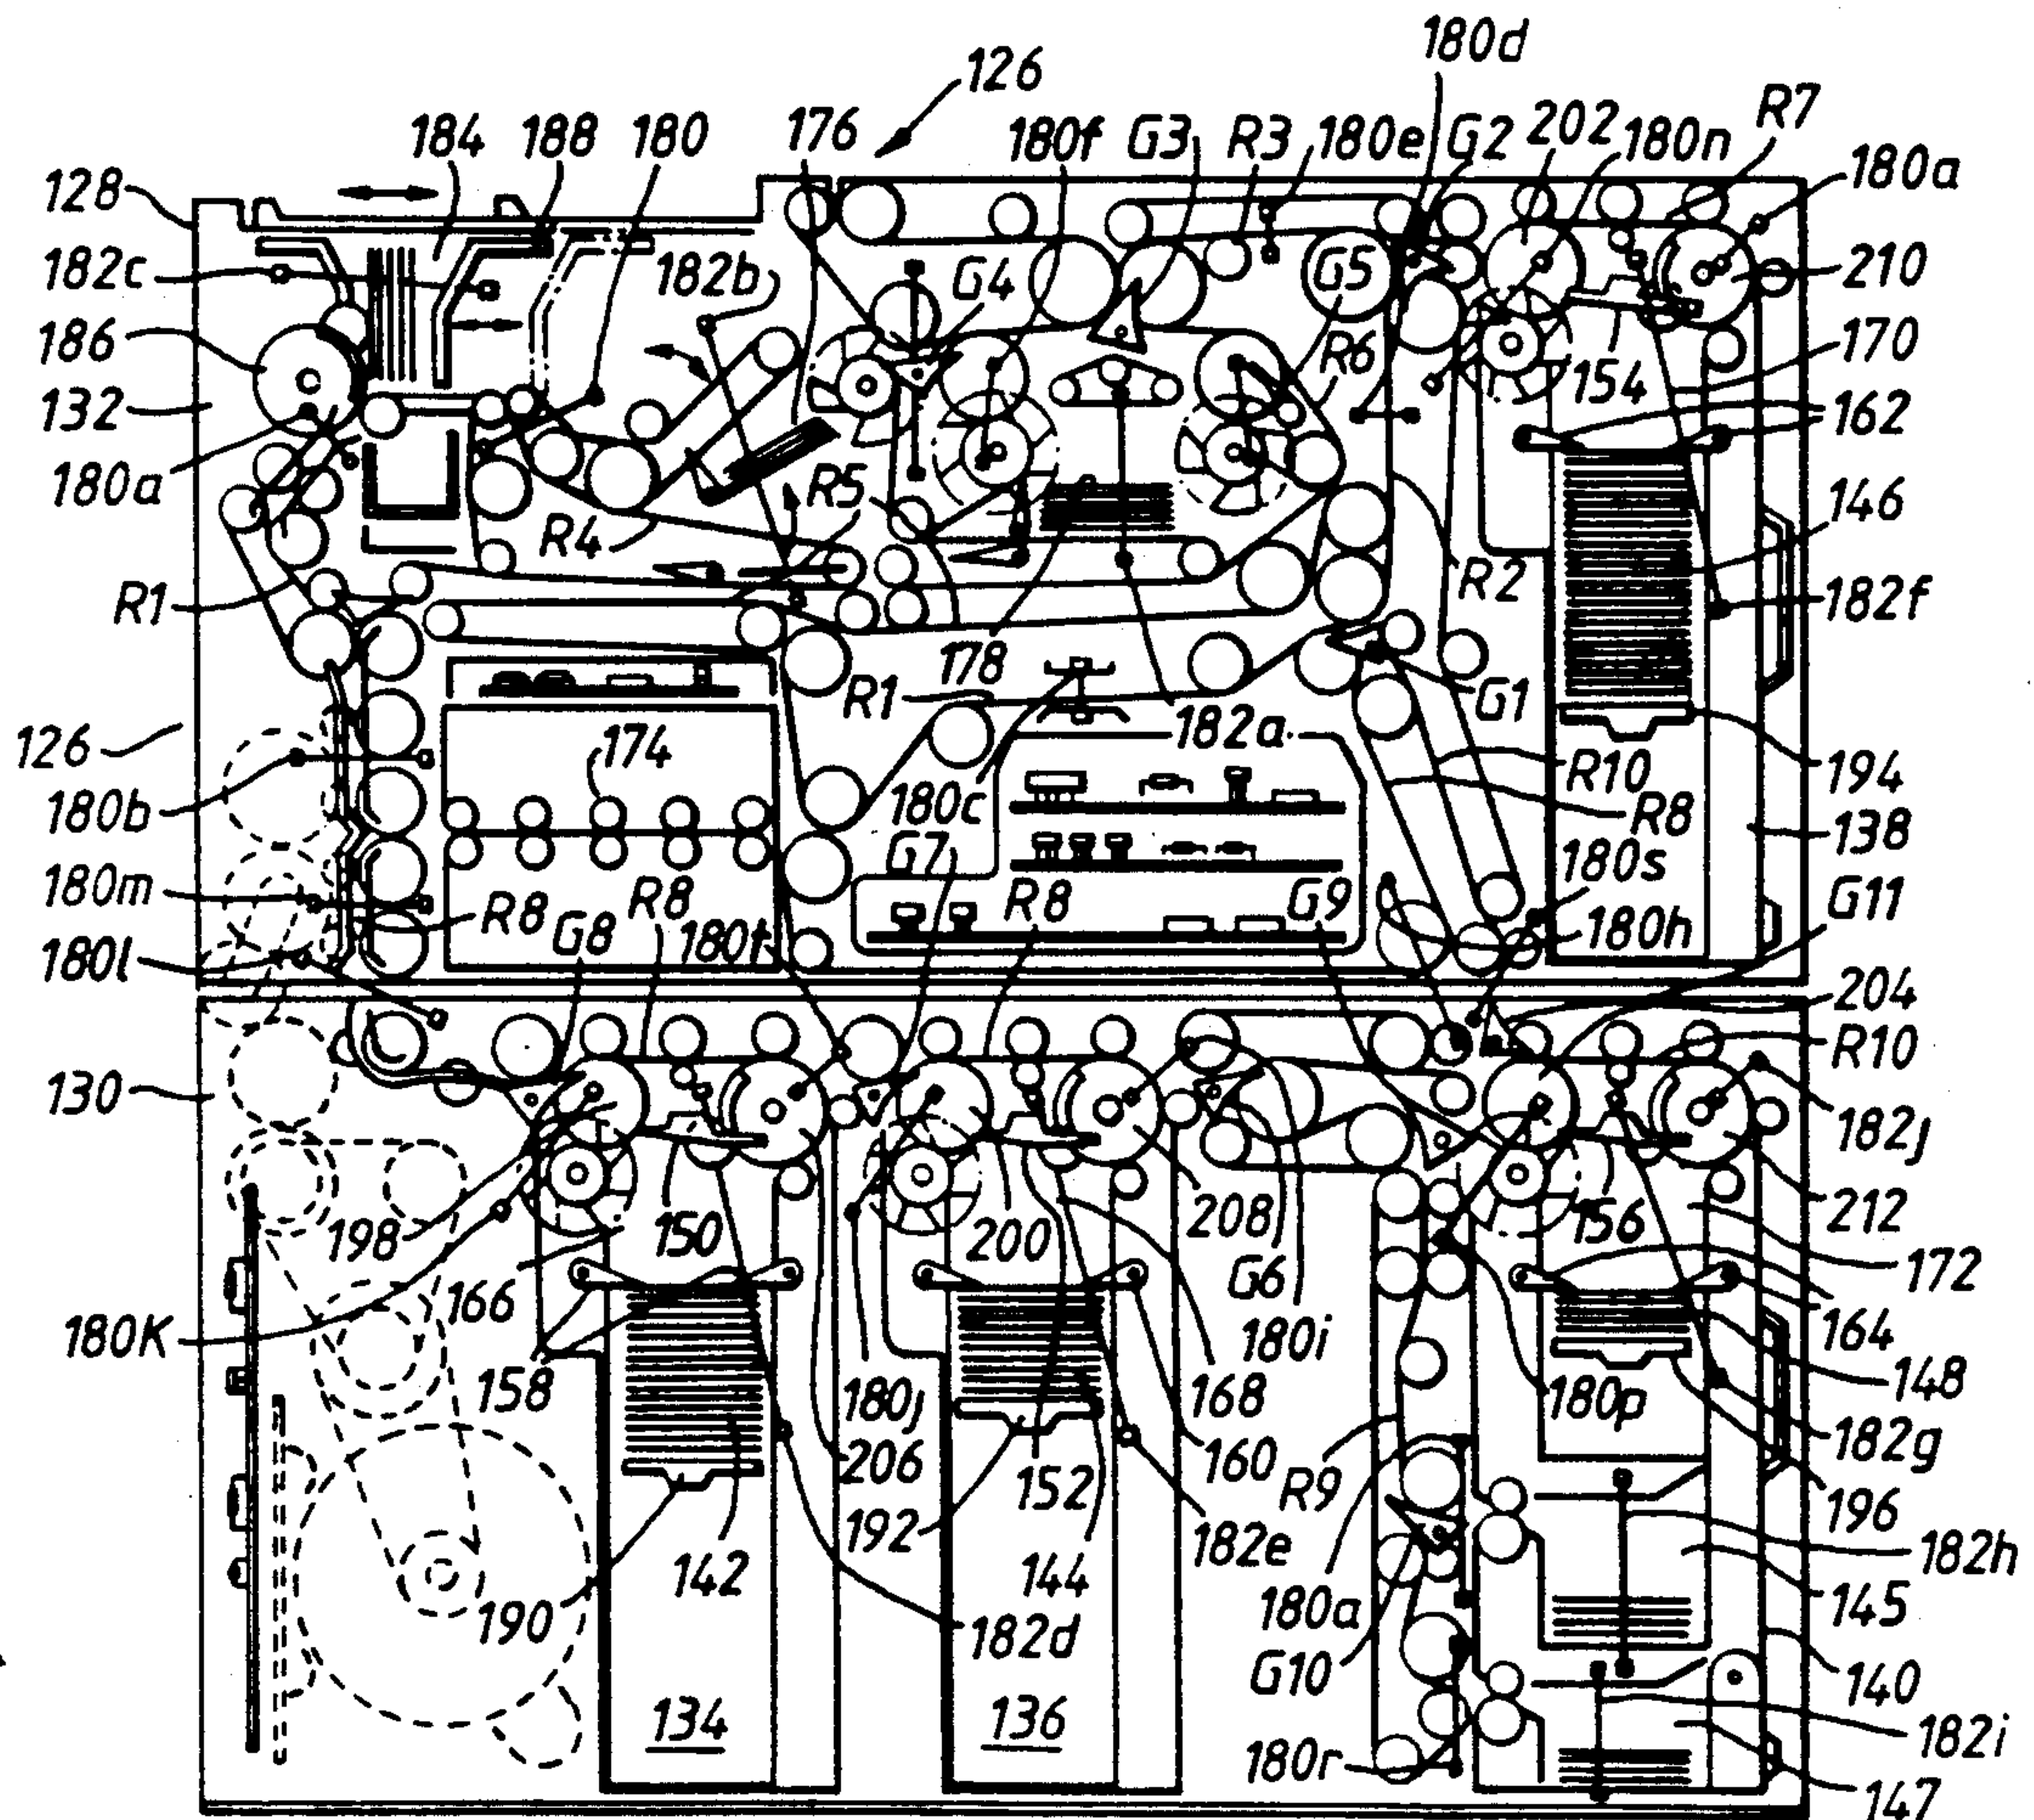 180d
126
184 188 180 176 180f G3 R3 180e G2 202 180n R7
128 180a
182c 182b G4 G5 210
186 R6 154 170
132 162
180a R5 146
R4
R1 R2 182f
178
R1 G1
126 174 182a R10 194
180b 180c R8 138
G7 180s
180m R8 G8 R8 R8 G9 G11
180l 180t 180h
204
130 R10
182j
198 150 200 208 156 212
166 G6 172
180K 180i 164
158 180j 168 180p 148
206 160 182g
192 152 R9 196
142 144 182e 180a 182h
190 145
182d G10
134 136 140
180r 182i
147